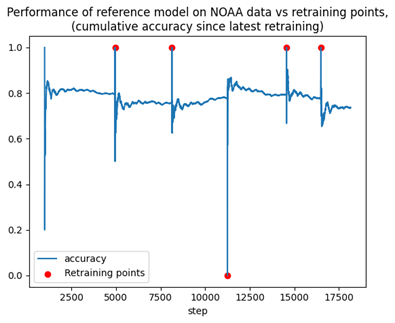 Performance of reference model on NOAA data vs retraining points,
(cumulative accuracy since latest retraining)
1.0
0.8
0.6
0.4
0.2
0.0
accuracy
Retraining points
2500 5000 7500 10000 12500 15000 17500
step